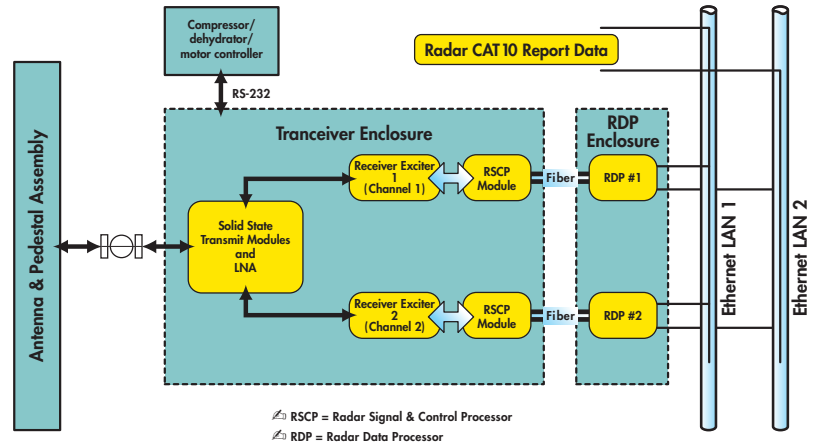 Compressor/
dehydrator/
motor controller
Radar CAT10 Report Data
RS-232
Antenna & Pedestal Assembly
Tranceiver Enclosure
RDP
Enclosure
Receiver Exciter
1
(Channel 1)
RSCP
Module
Fiber
RDP #1
Solid State
Transmit Modules
and
LNA
Receiver Exciter
2
(Channel 2)
RSCP
Module
Fiber
RDP #2
Ethernet LAN 1
Ethernet LAN 2
✍ RSCP = Radar Signal & Control Processor
✍ RDP = Radar Data Processor